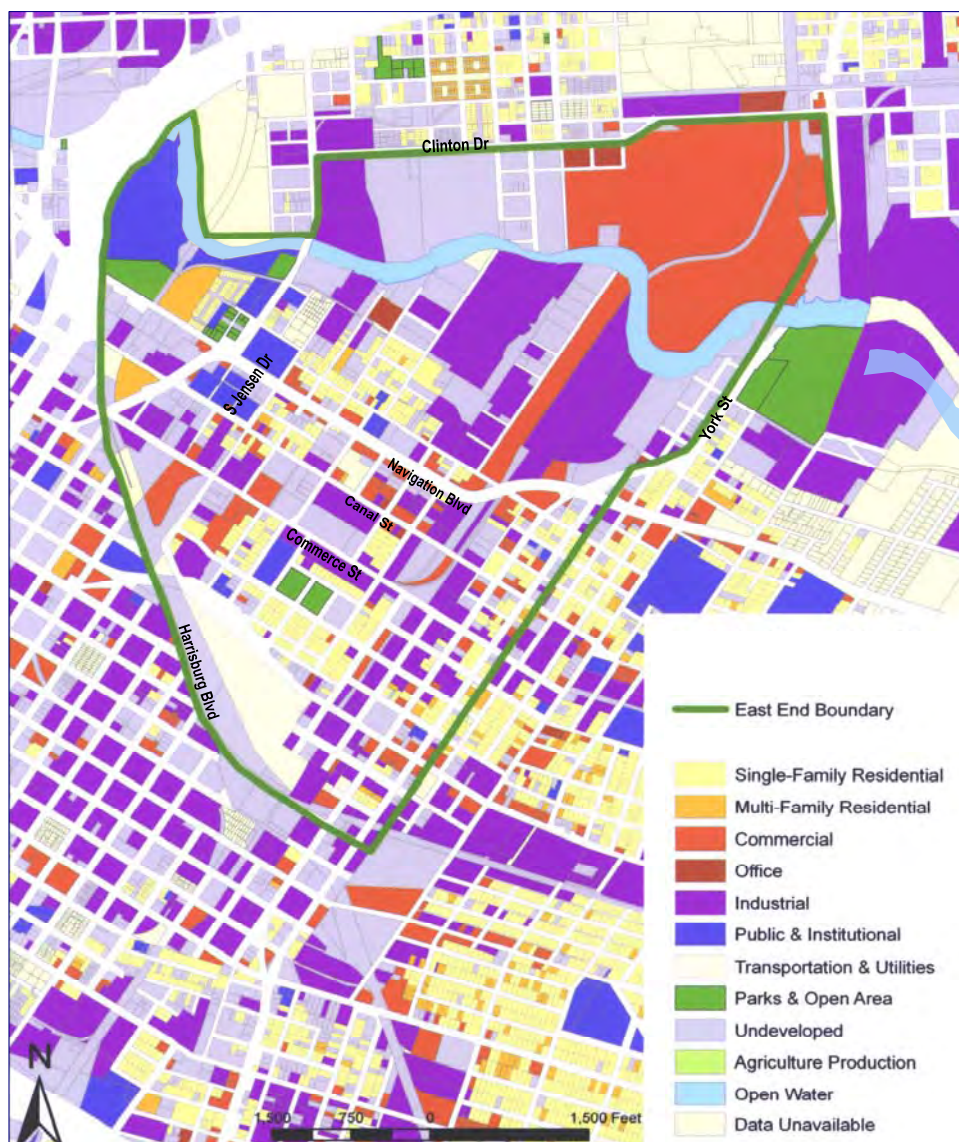 Clinton Dr
S Jensen Dr
York St
Navigation Blvd
Canal St
Commerce St
Harrisburg Blvd
East End Boundary
Single-Family Residential
Multi-Family Residential
Commercial
Office
Industrial
Public & Institutional
Transportation & Utilities
Parks & Open Area
Undeveloped
Agriculture Production
Open Water
Data Unavailable
N
1,500 750 0 1,500 Feet